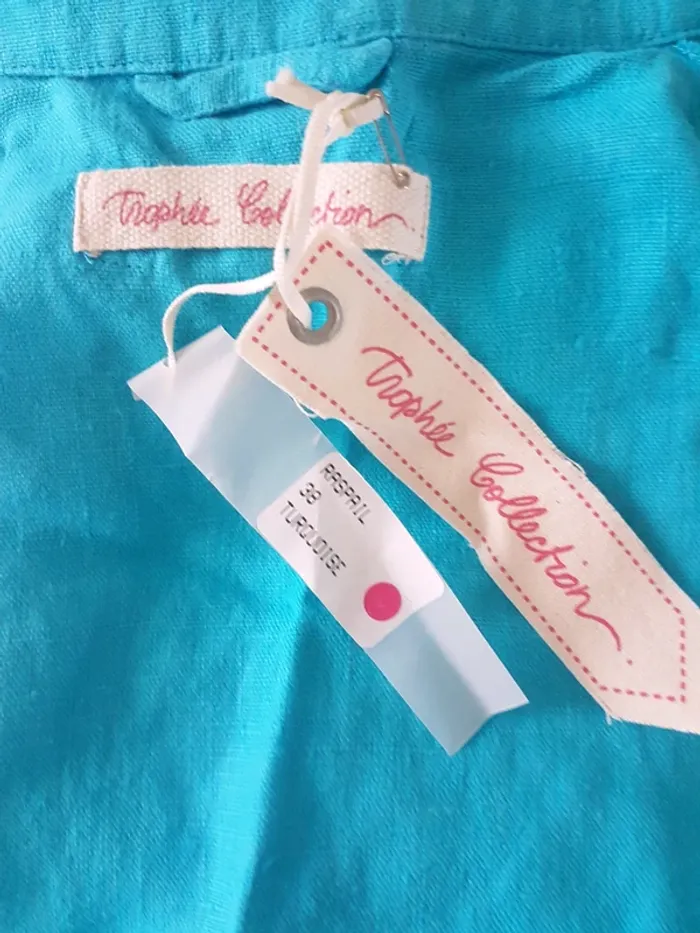 Trophée Collection
Trophée Collection
RASPAIL
38
TURQUOISE